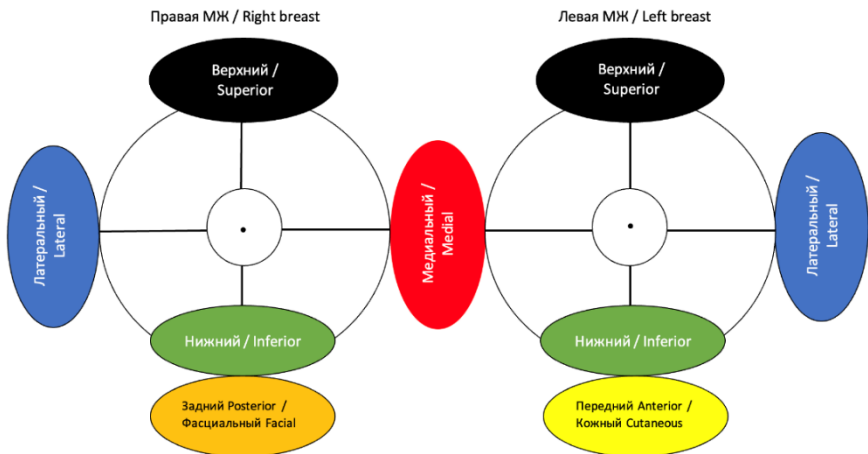 Правая МЖ / Right breast
Левая МЖ / Left breast
Верхний /
Superior
Верхний /
Superior
Латеральный /
Lateral
Медиальный /
Medial
Латеральный /
Lateral
Нижний / Inferior
Нижний / Inferior
Задний Posterior /
Фасциальный Facial
Передний Anterior /
Кожный Cutaneous